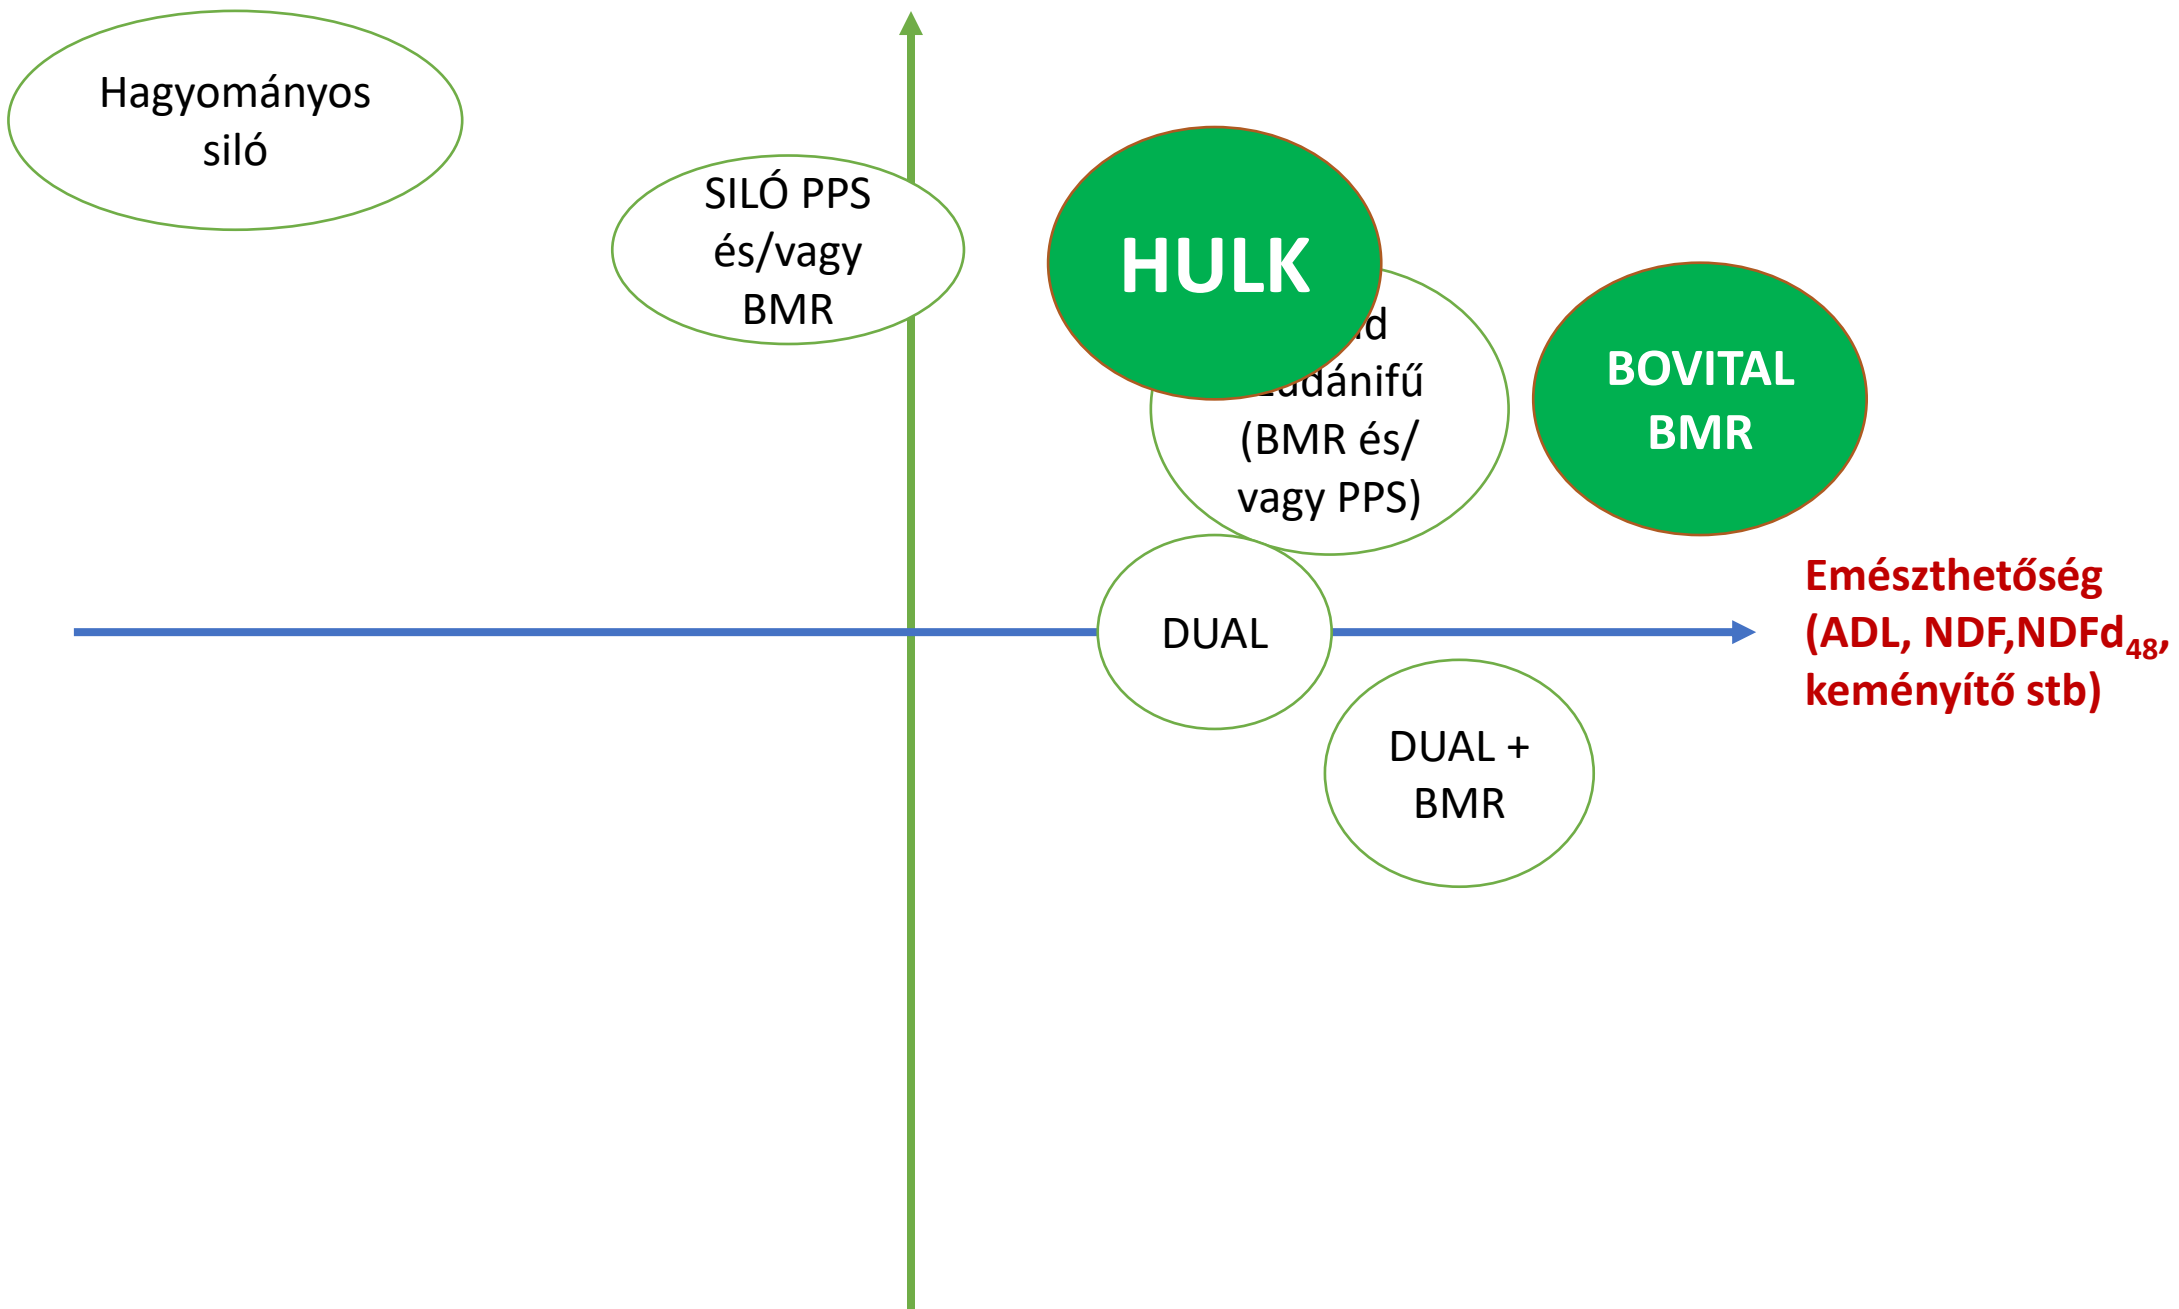 Hagyományos
siló
SILÓ PPS
és/vagy
BMR
HULK
(BMR és/
vagy PPS)
BOVITAL
BMR
DUAL
DUAL +
BMR
Emészthetőség
(ADL, NDF,NDFd₄₈,
keményítő stb)